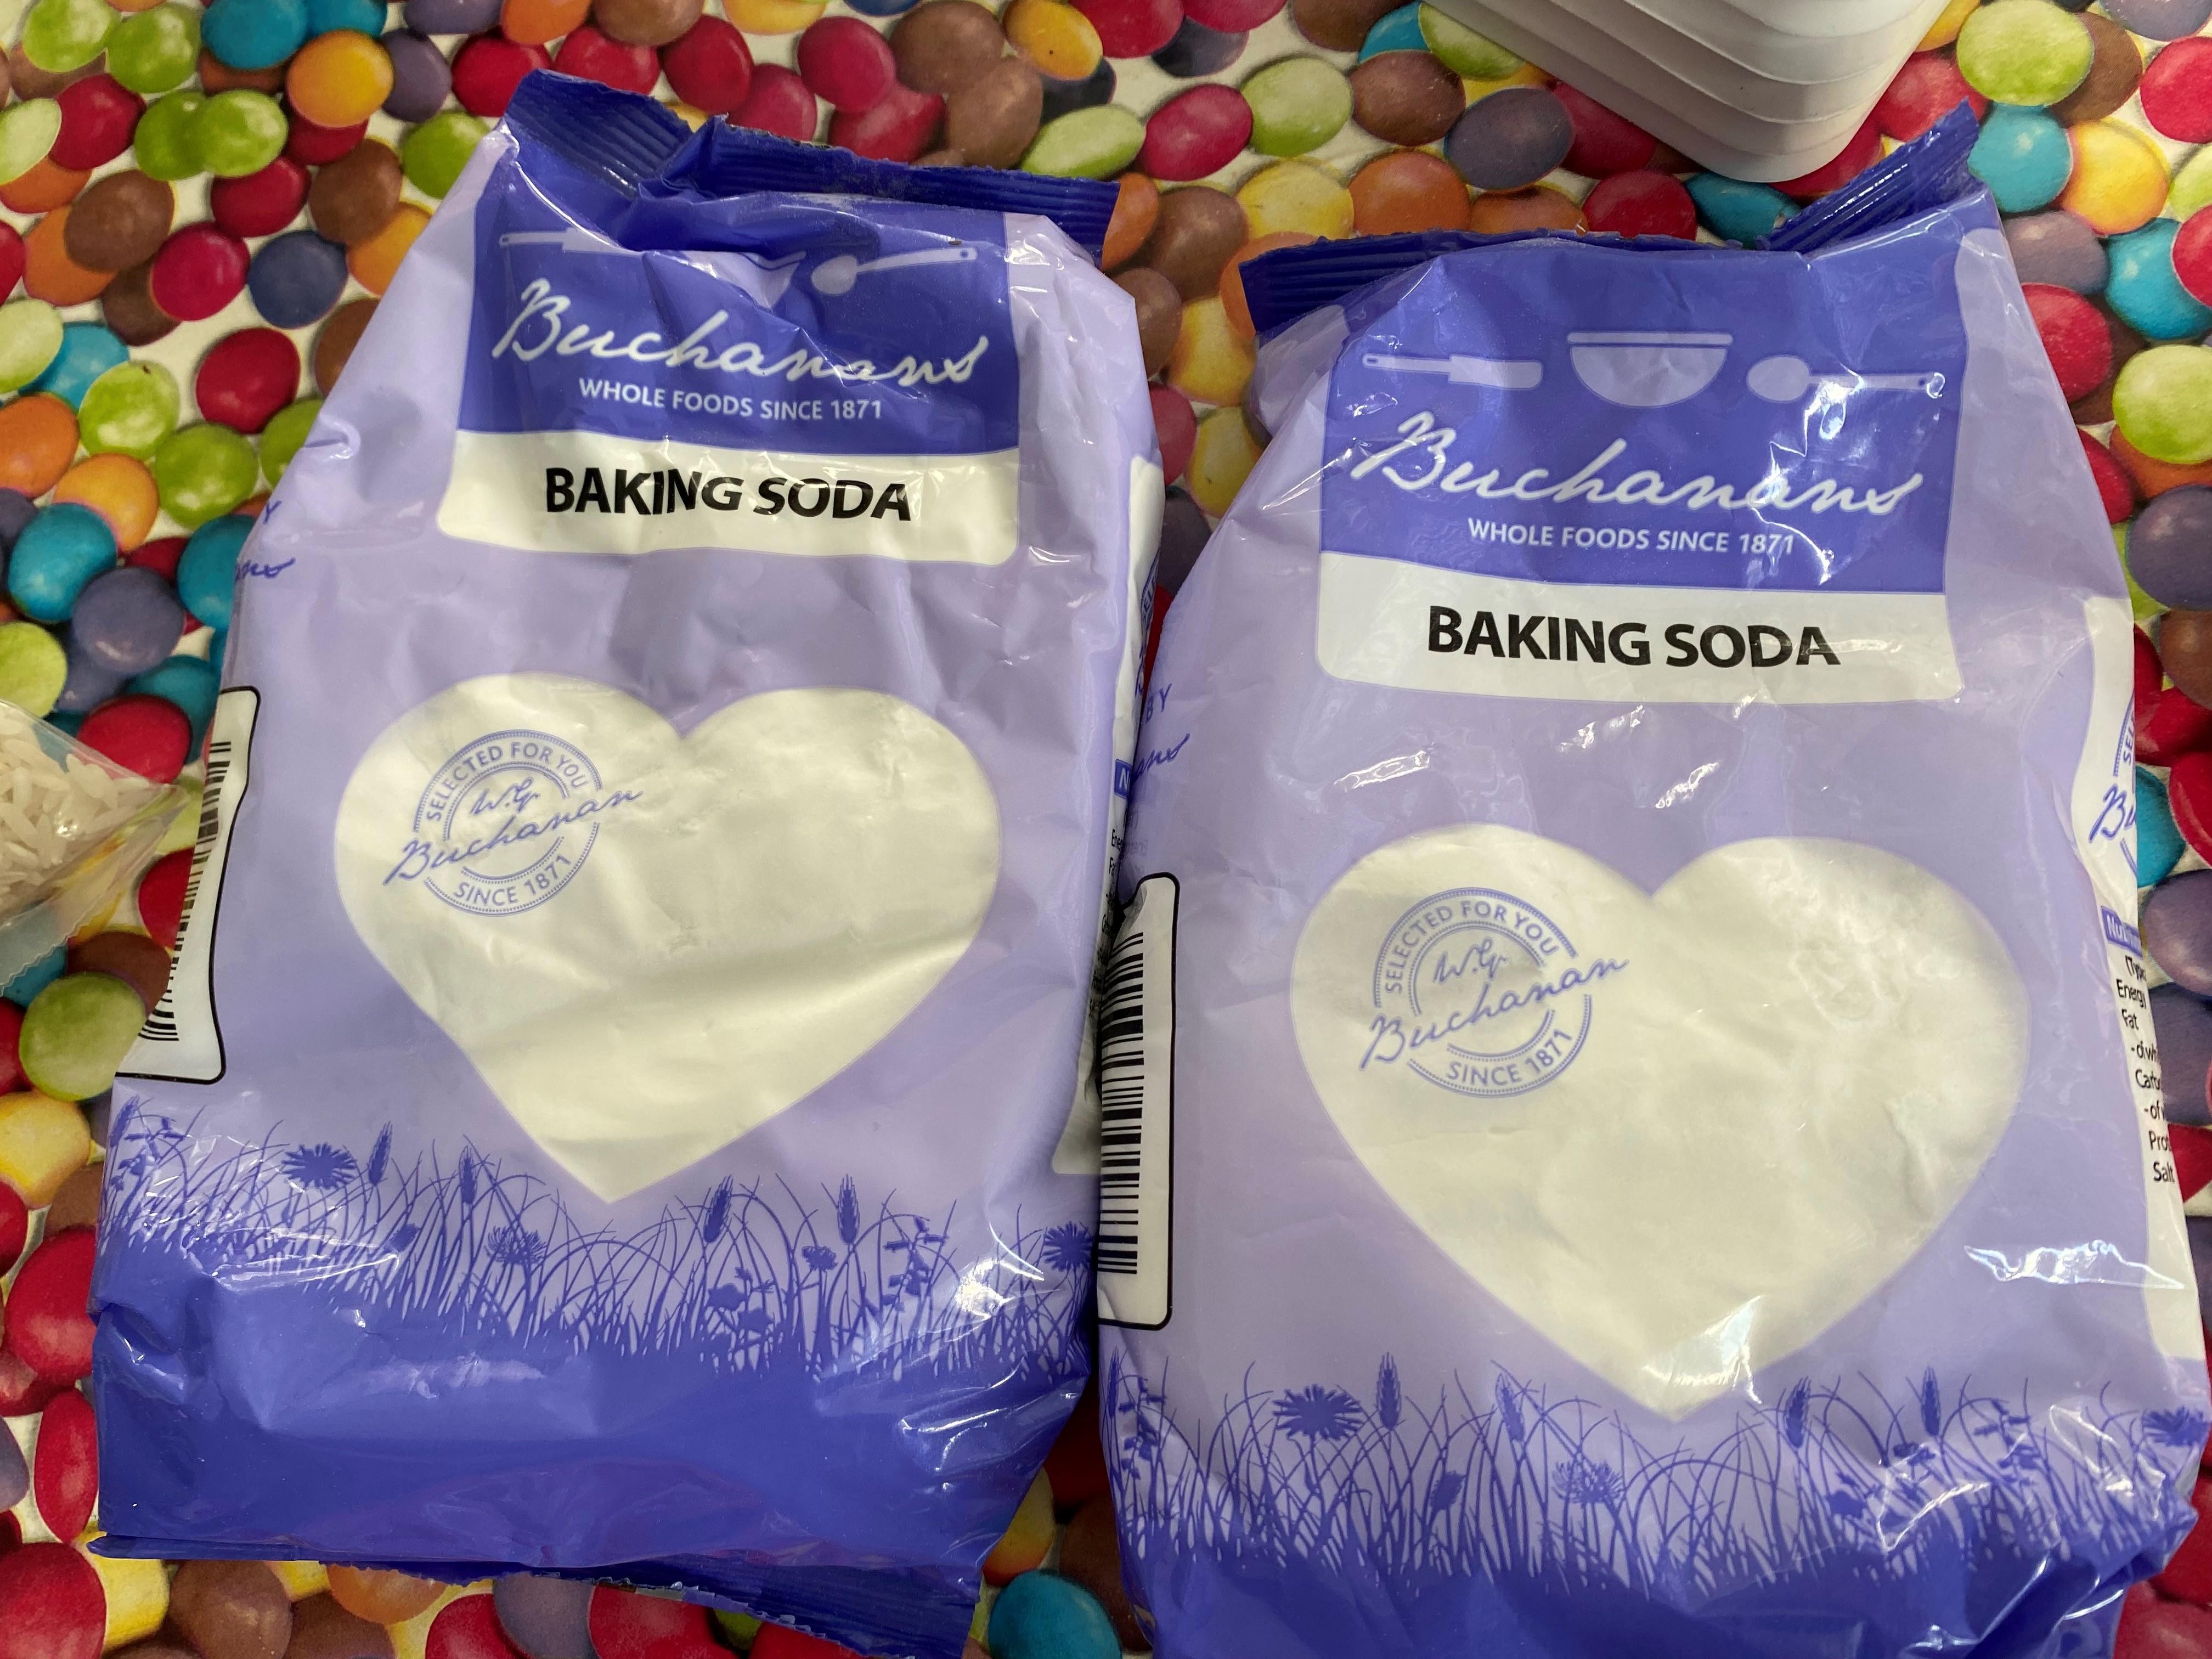 Buchanans
WHOLE FOODS SINCE 1871
BAKING SODA
SELECTED FOR YOU
W.G.
Buchanan
SINCE 1871
Buchanans
WHOLE FOODS SINCE 1871
BAKING SODA
BY
SELECTED FOR YOU
W.G.
Buchanan
SINCE 1871
Energy
Fat
Salt